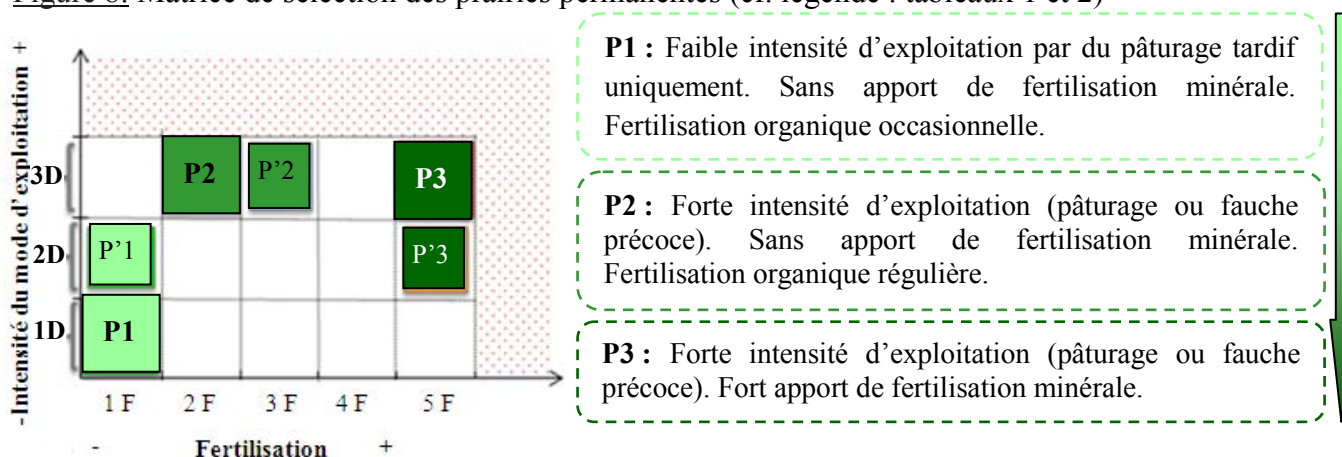 Figure 6: Matrice de sélection des prairies permanentes (cf. légende : tableaux 1 et 2)
-Intensité du mode d'exploitation +
3D
2D
1D
P2
P'2
P3
P'1
P'3
P1
1 F
2 F
3 F
4 F
5 F
-
Fertilisation
+
P1 : Faible intensité d'exploitation par du pâturage tardif
uniquement. Sans apport de fertilisation minérale.
Fertilisation organique occasionnelle.
P2 : Forte intensité d'exploitation (pâturage ou fauche
précoce). Sans apport de fertilisation minérale.
Fertilisation organique régulière.
P3 : Forte intensité d'exploitation (pâturage ou fauche
précoce). Fort apport de fertilisation minérale.